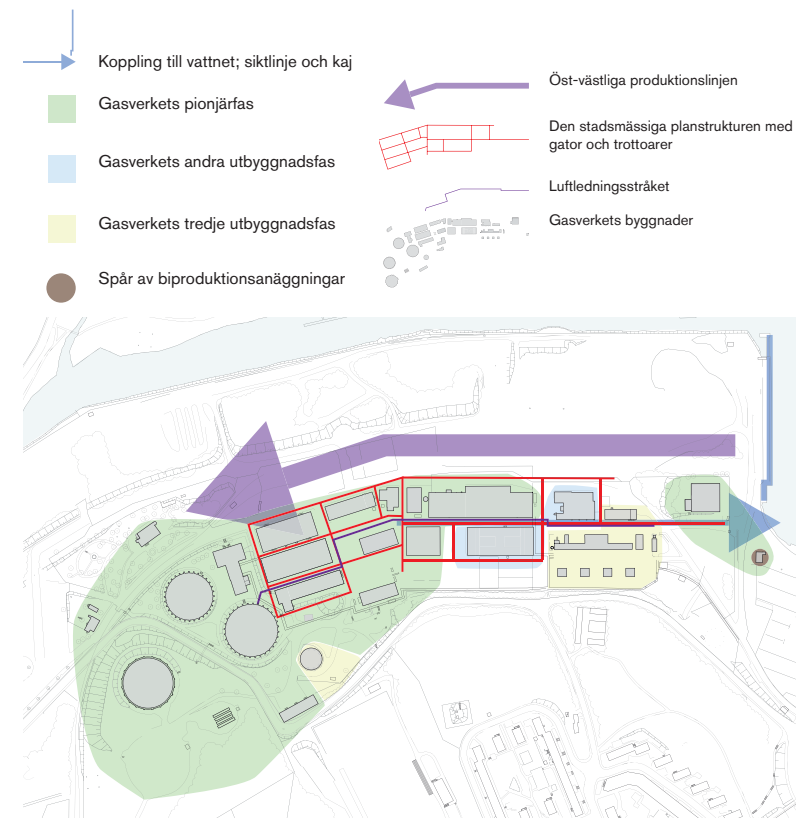 Koppling till vattnet; siktlinje och kaj
Gasverkets pionjärfas
Gasverkets andra utbyggnadsfas
Gasverkets tredje utbyggnadsfas
Spår av biproduktionsanäggningar
Öst-västliga produktionslinjen
Den stadsmässiga planstrukturen med
gator och trottoarer
Luftledningsstråket
Gasverkets byggnader